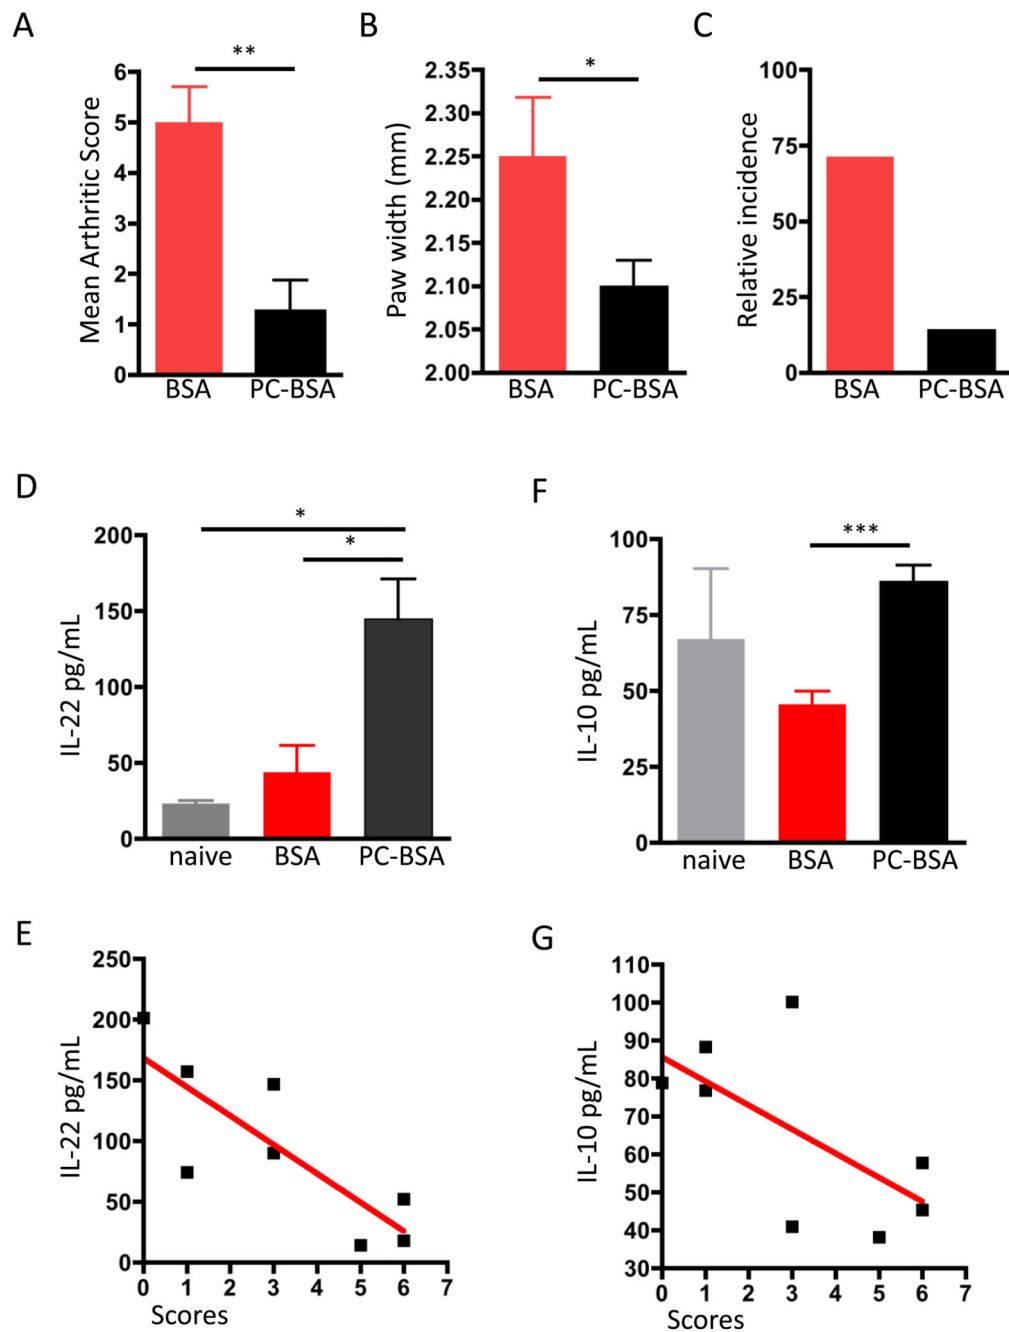 A
Mean Arthritic Score
**
6
5
4
3
2
1
0
BSA PC-BSA
B
Paw width (mm)
*
2.35
2.30
2.25
2.20
2.15
2.10
2.05
2.00
BSA PC-BSA
C
Relative incidence
100
75
50
25
0
BSA PC-BSA
D
IL-22 pg/mL
*
*
200
150
100
50
0
naive BSA PC-BSA
F
IL-10 pg/mL
***
100
75
50
25
0
naive BSA PC-BSA
E
IL-22 pg/mL
250
200
150
100
50
0
0 1 2 3 4 5 6 7
Scores
G
IL-10 pg/mL
110
100
90
80
70
60
50
40
30
0 1 2 3 4 5 6 7
Scores